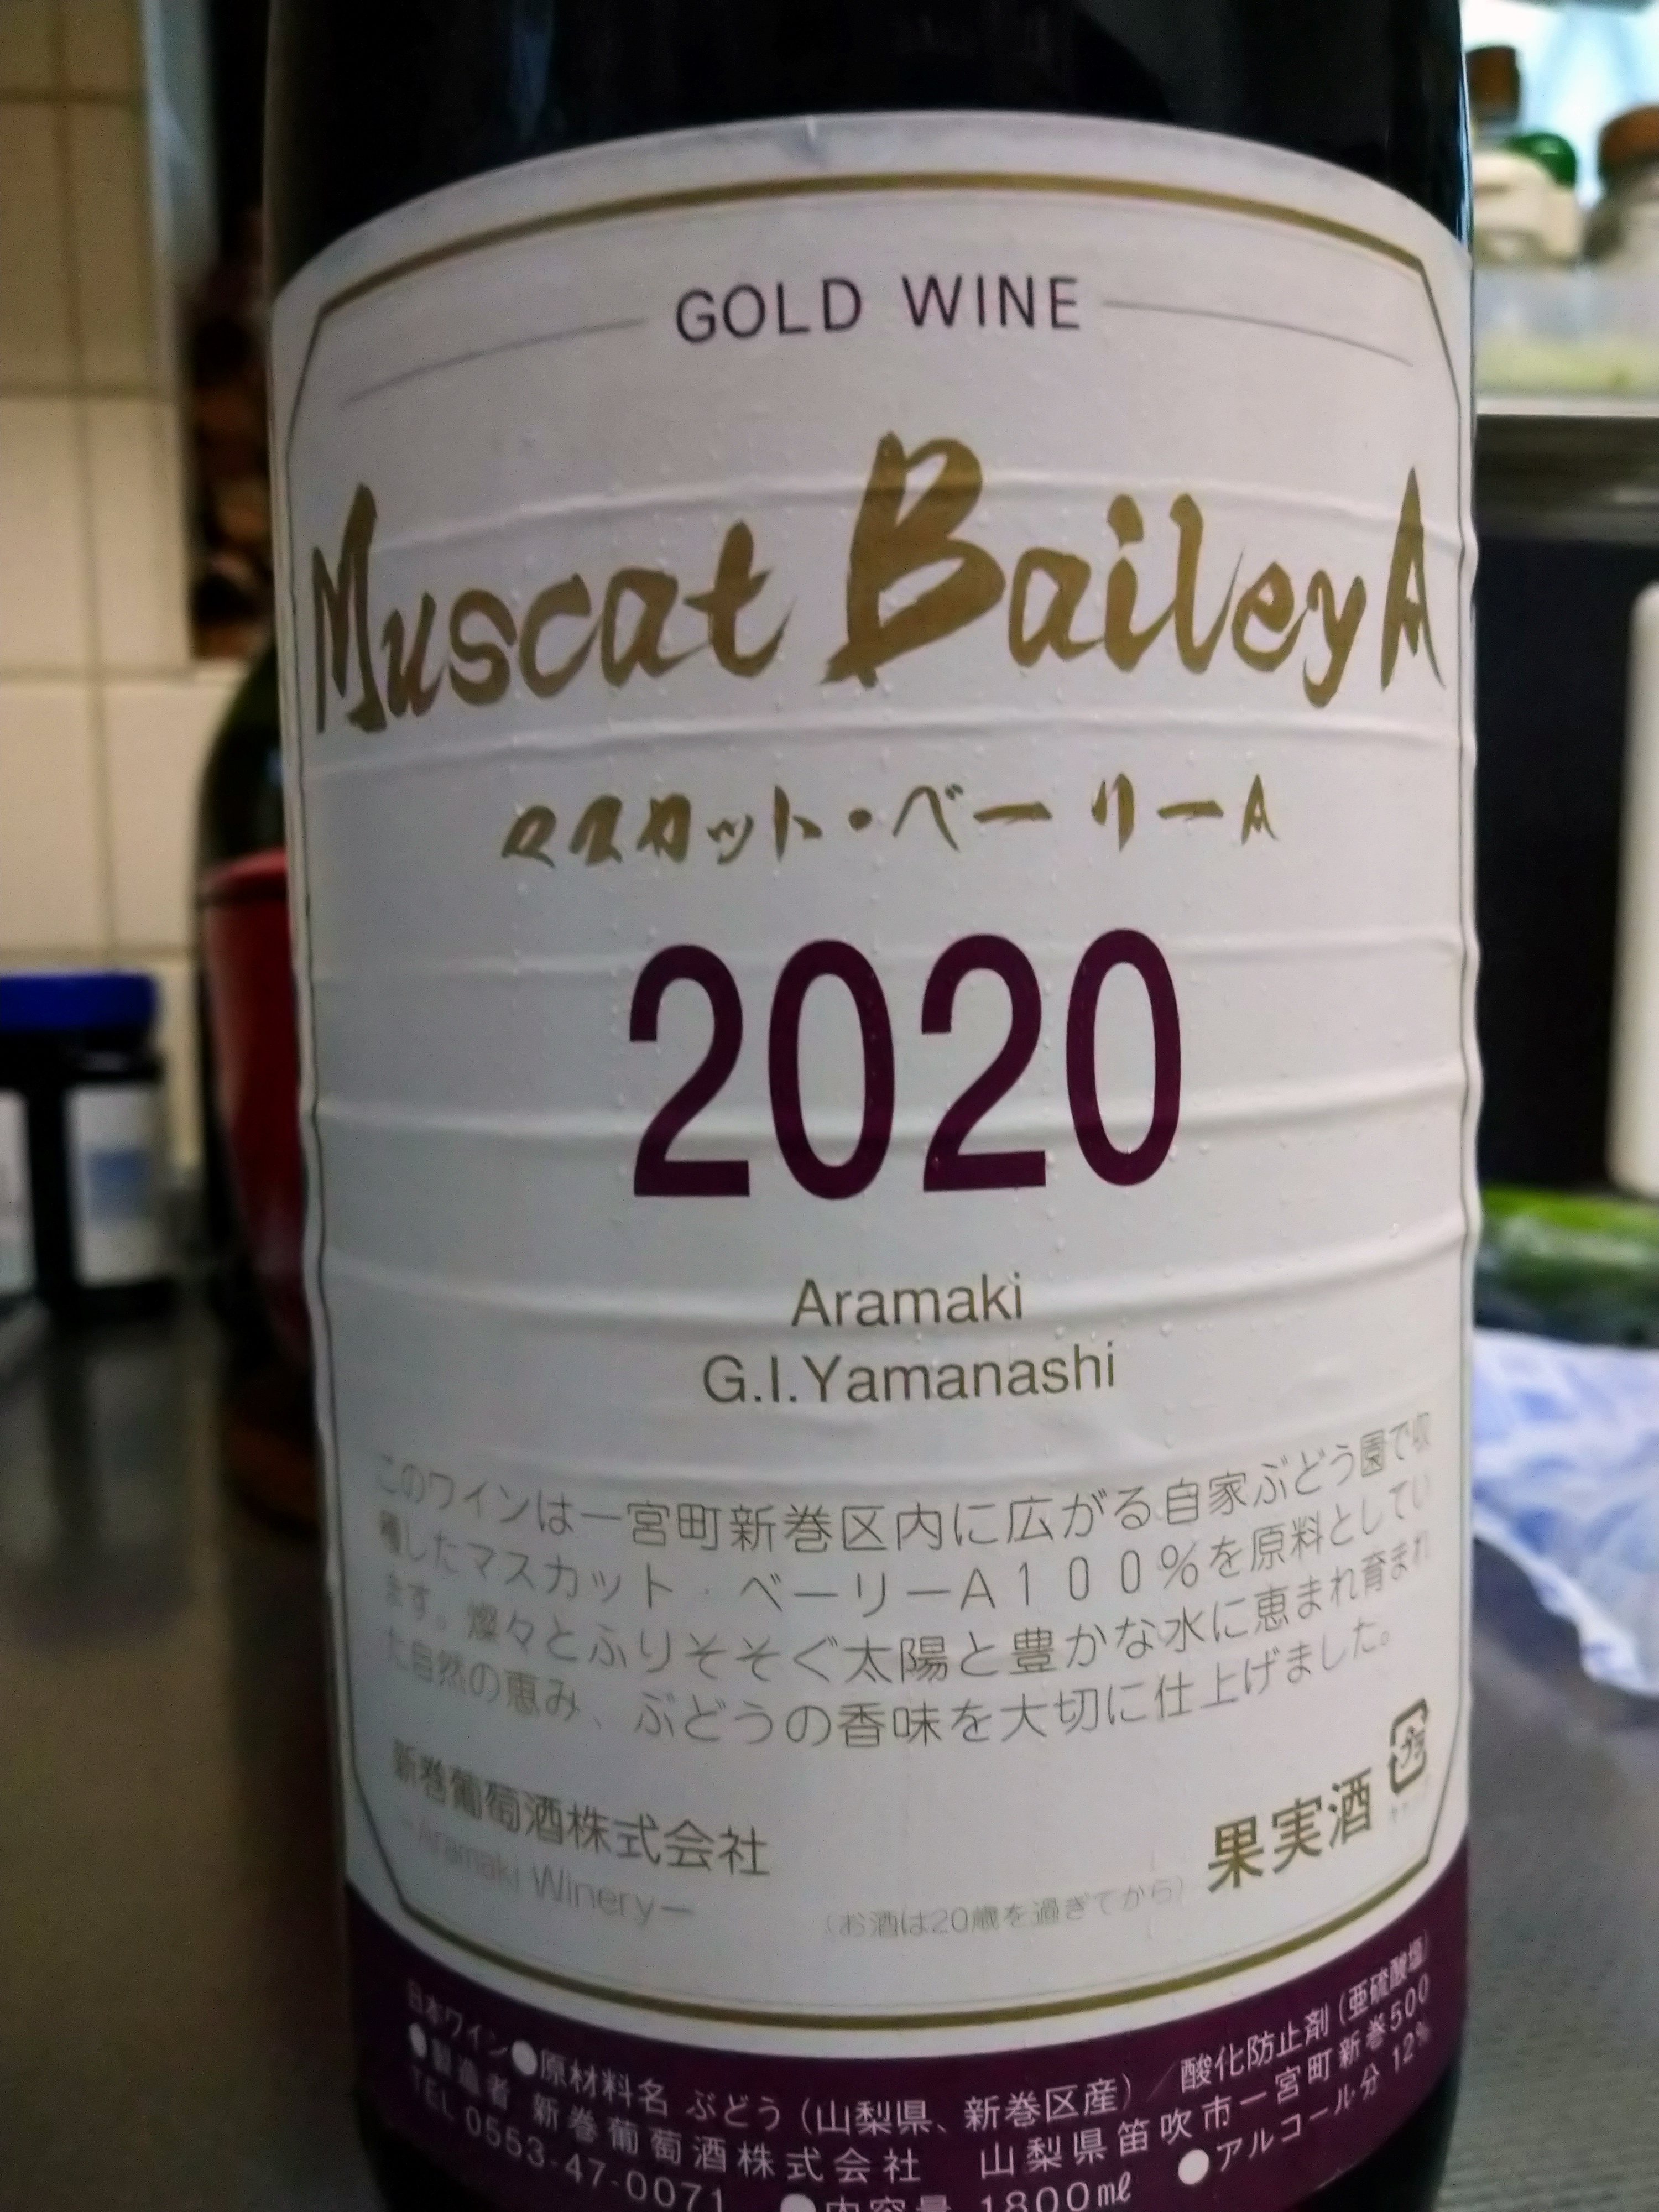 GOLD WINE
Muscat Bailey A
マスカット・ベーリーA
2020
Aramaki
G.I.Yamanashi
このワインは一宮町新巻区内に広がる自家ぶどう園で収
穫したマスカット・ベーリーA100%を原料としてい
ます。燦々とふりそそぐ太陽と豊かな水に恵まれ育まれ
た自然の恵み、ぶどうの香味を大切に仕上げました。
新巻葡萄酒株式会社
-Aramaki Winery-
果実酒
プラ
(お酒は20歳を過ぎてから)
日本ワイン●原材料名 ぶどう(山梨県、新巻区産)/酸化防止剤(亜硫酸塩)
●製造者 新巻葡萄酒株式会社 山梨県笛吹市一宮町新巻500
TEL 0553-47-0071 ●内容量 1800ml ●アルコール分 12%